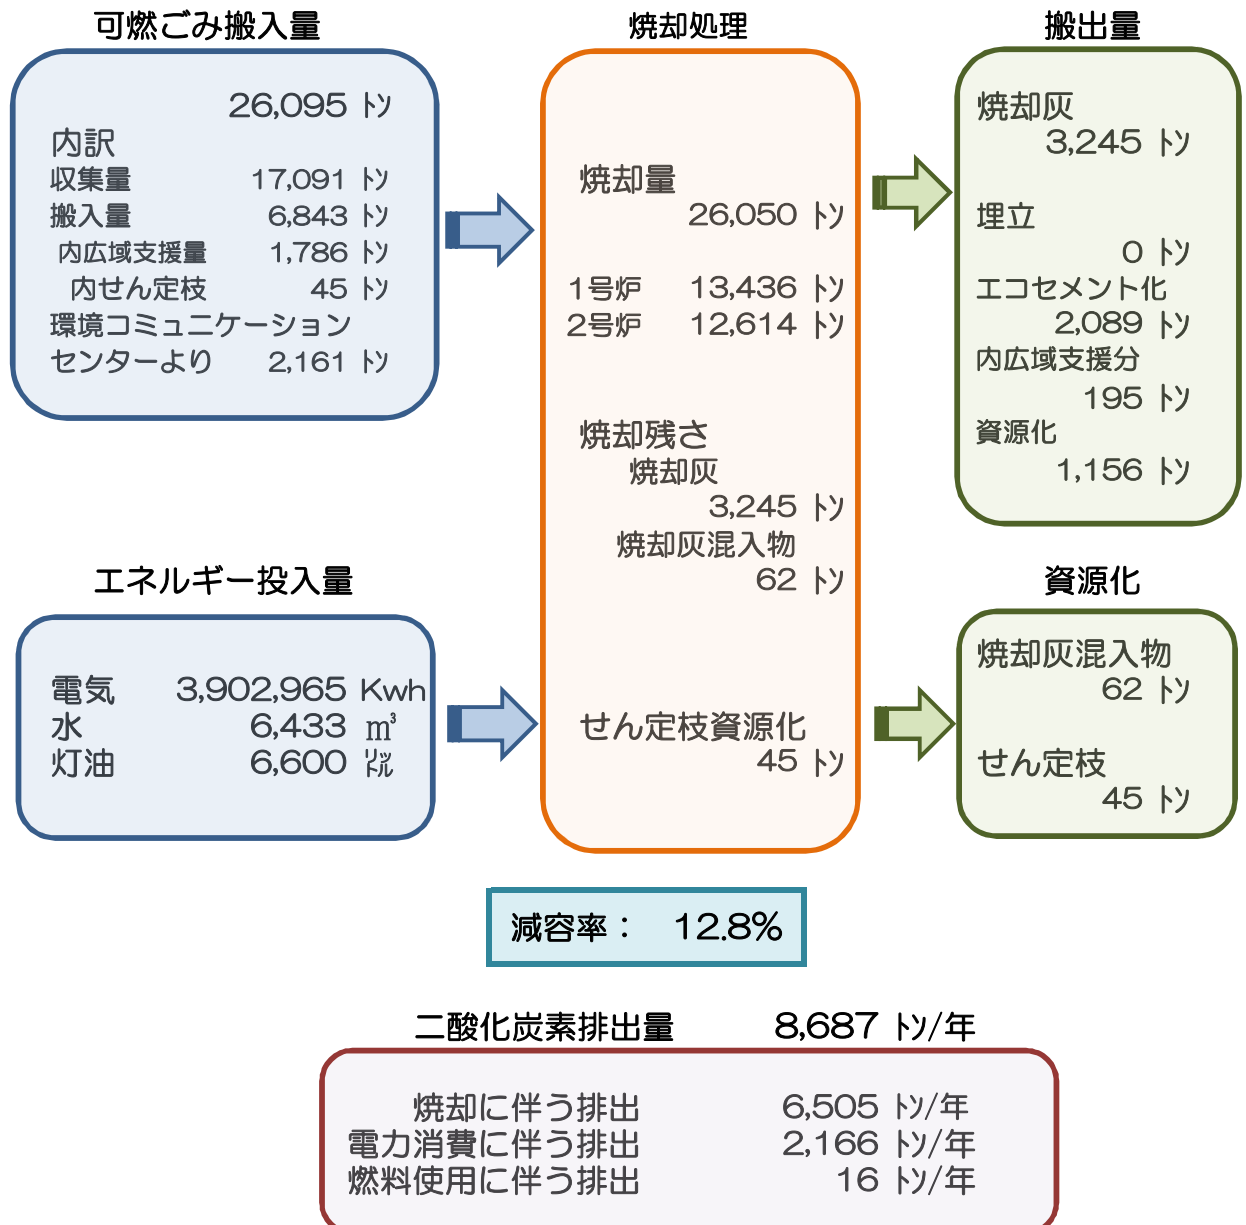 可燃ごみ搬入量
26,095 ﾄﾝ
内訳
収集量 17,091 ﾄﾝ
搬入量 6,843 ﾄﾝ
内広域支援量 1,786 ﾄﾝ
内せん定枝 45 ﾄﾝ
環境コミュニケーション
センターより 2,161 ﾄﾝ
エネルギー投入量
電気 3,902,965 Kwh
水 6,433 ㎥
灯油 6,600 ㍑
焼却処理
焼却量
26,050 ﾄﾝ
1号炉 13,436 ﾄﾝ
2号炉 12,614 ﾄﾝ
焼却残さ
焼却灰
3,245 ﾄﾝ
焼却灰混入物
62 ﾄﾝ
せん定枝資源化
45 ﾄﾝ
搬出量
焼却灰
3,245 ﾄﾝ
埋立
0 ﾄﾝ
エコセメント化
2,089 ﾄﾝ
内広域支援分
195 ﾄﾝ
資源化
1,156 ﾄﾝ
資源化
焼却灰混入物
62 ﾄﾝ
せん定枝
45 ﾄﾝ
減容率： 12.8%
二酸化炭素排出量 8,687 ﾄﾝ/年
焼却に伴う排出 6,505 ﾄﾝ/年
電力消費に伴う排出 2,166 ﾄﾝ/年
燃料使用に伴う排出 16 ﾄﾝ/年